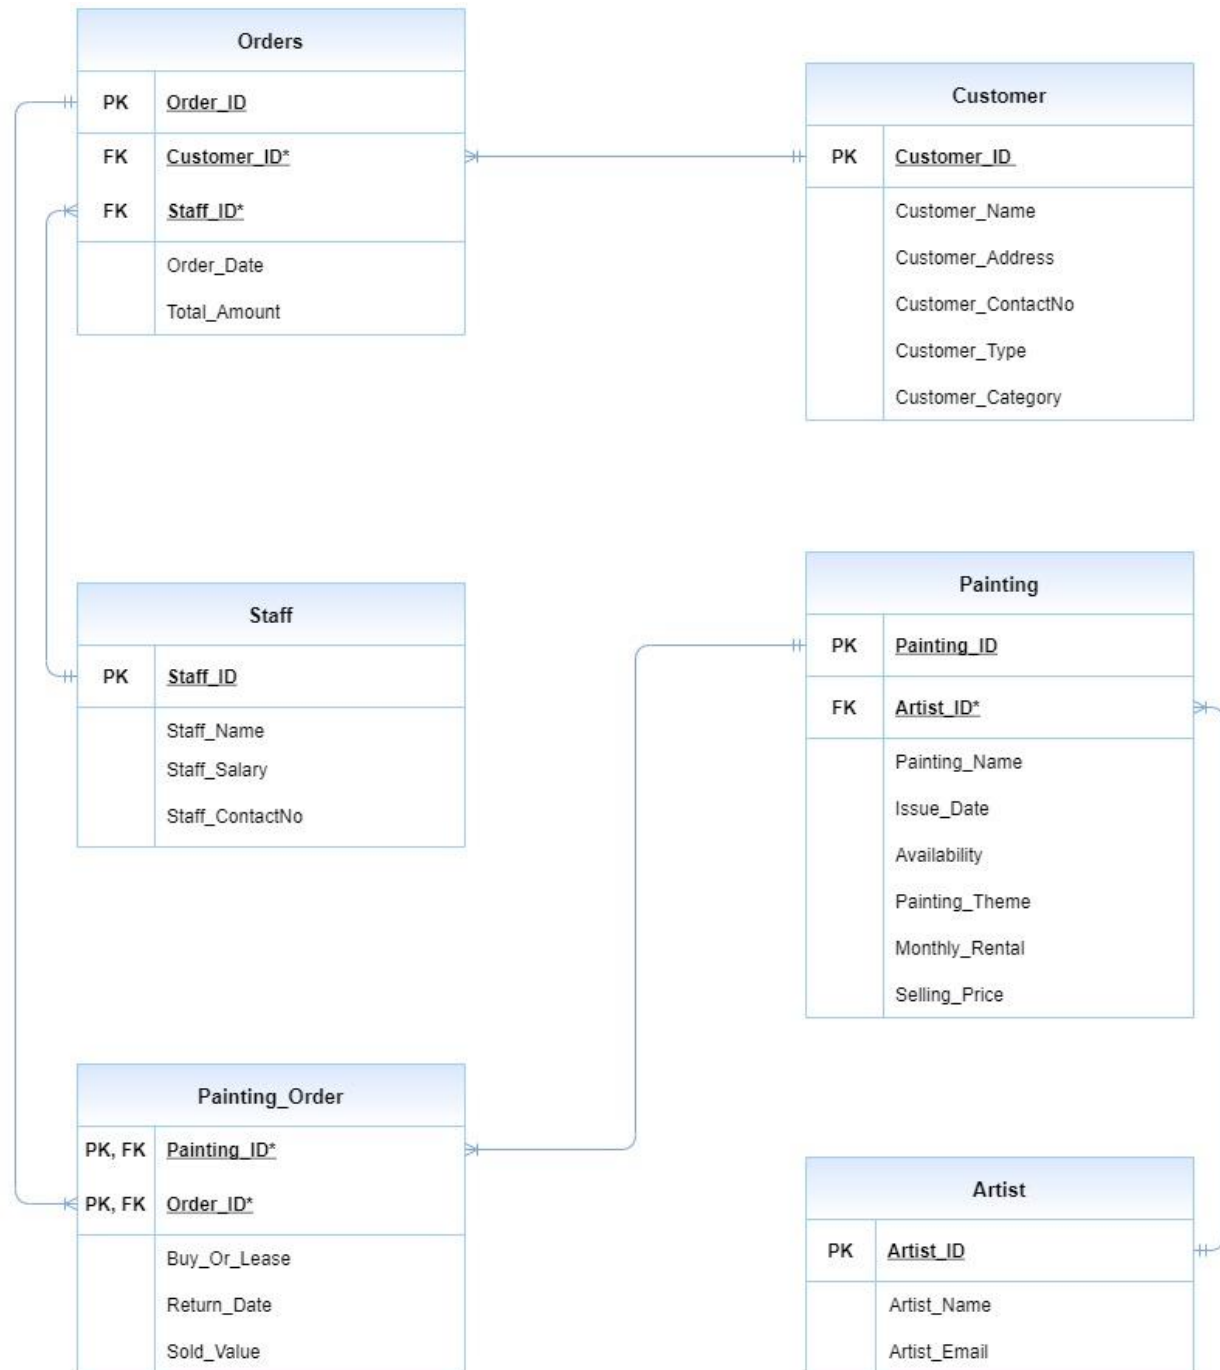 Orders
PK Order_ID
FK Customer_ID*
FK Staff_ID*
Order_Date
Total_Amount
Customer
PK Customer_ID
Customer_Name
Customer_Address
Customer_ContactNo
Customer_Type
Customer_Category
Staff
PK Staff_ID
Staff_Name
Staff_Salary
Staff_ContactNo
Painting
PK Painting_ID
FK Artist_ID*
Painting_Name
Issue_Date
Availability
Painting_Theme
Monthly_Rental
Selling_Price
Painting_Order
PK, FK Painting_ID*
PK, FK Order_ID*
Buy_Or_Lease
Return_Date
Sold_Value
Artist
PK Artist_ID
Artist_Name
Artist_Email